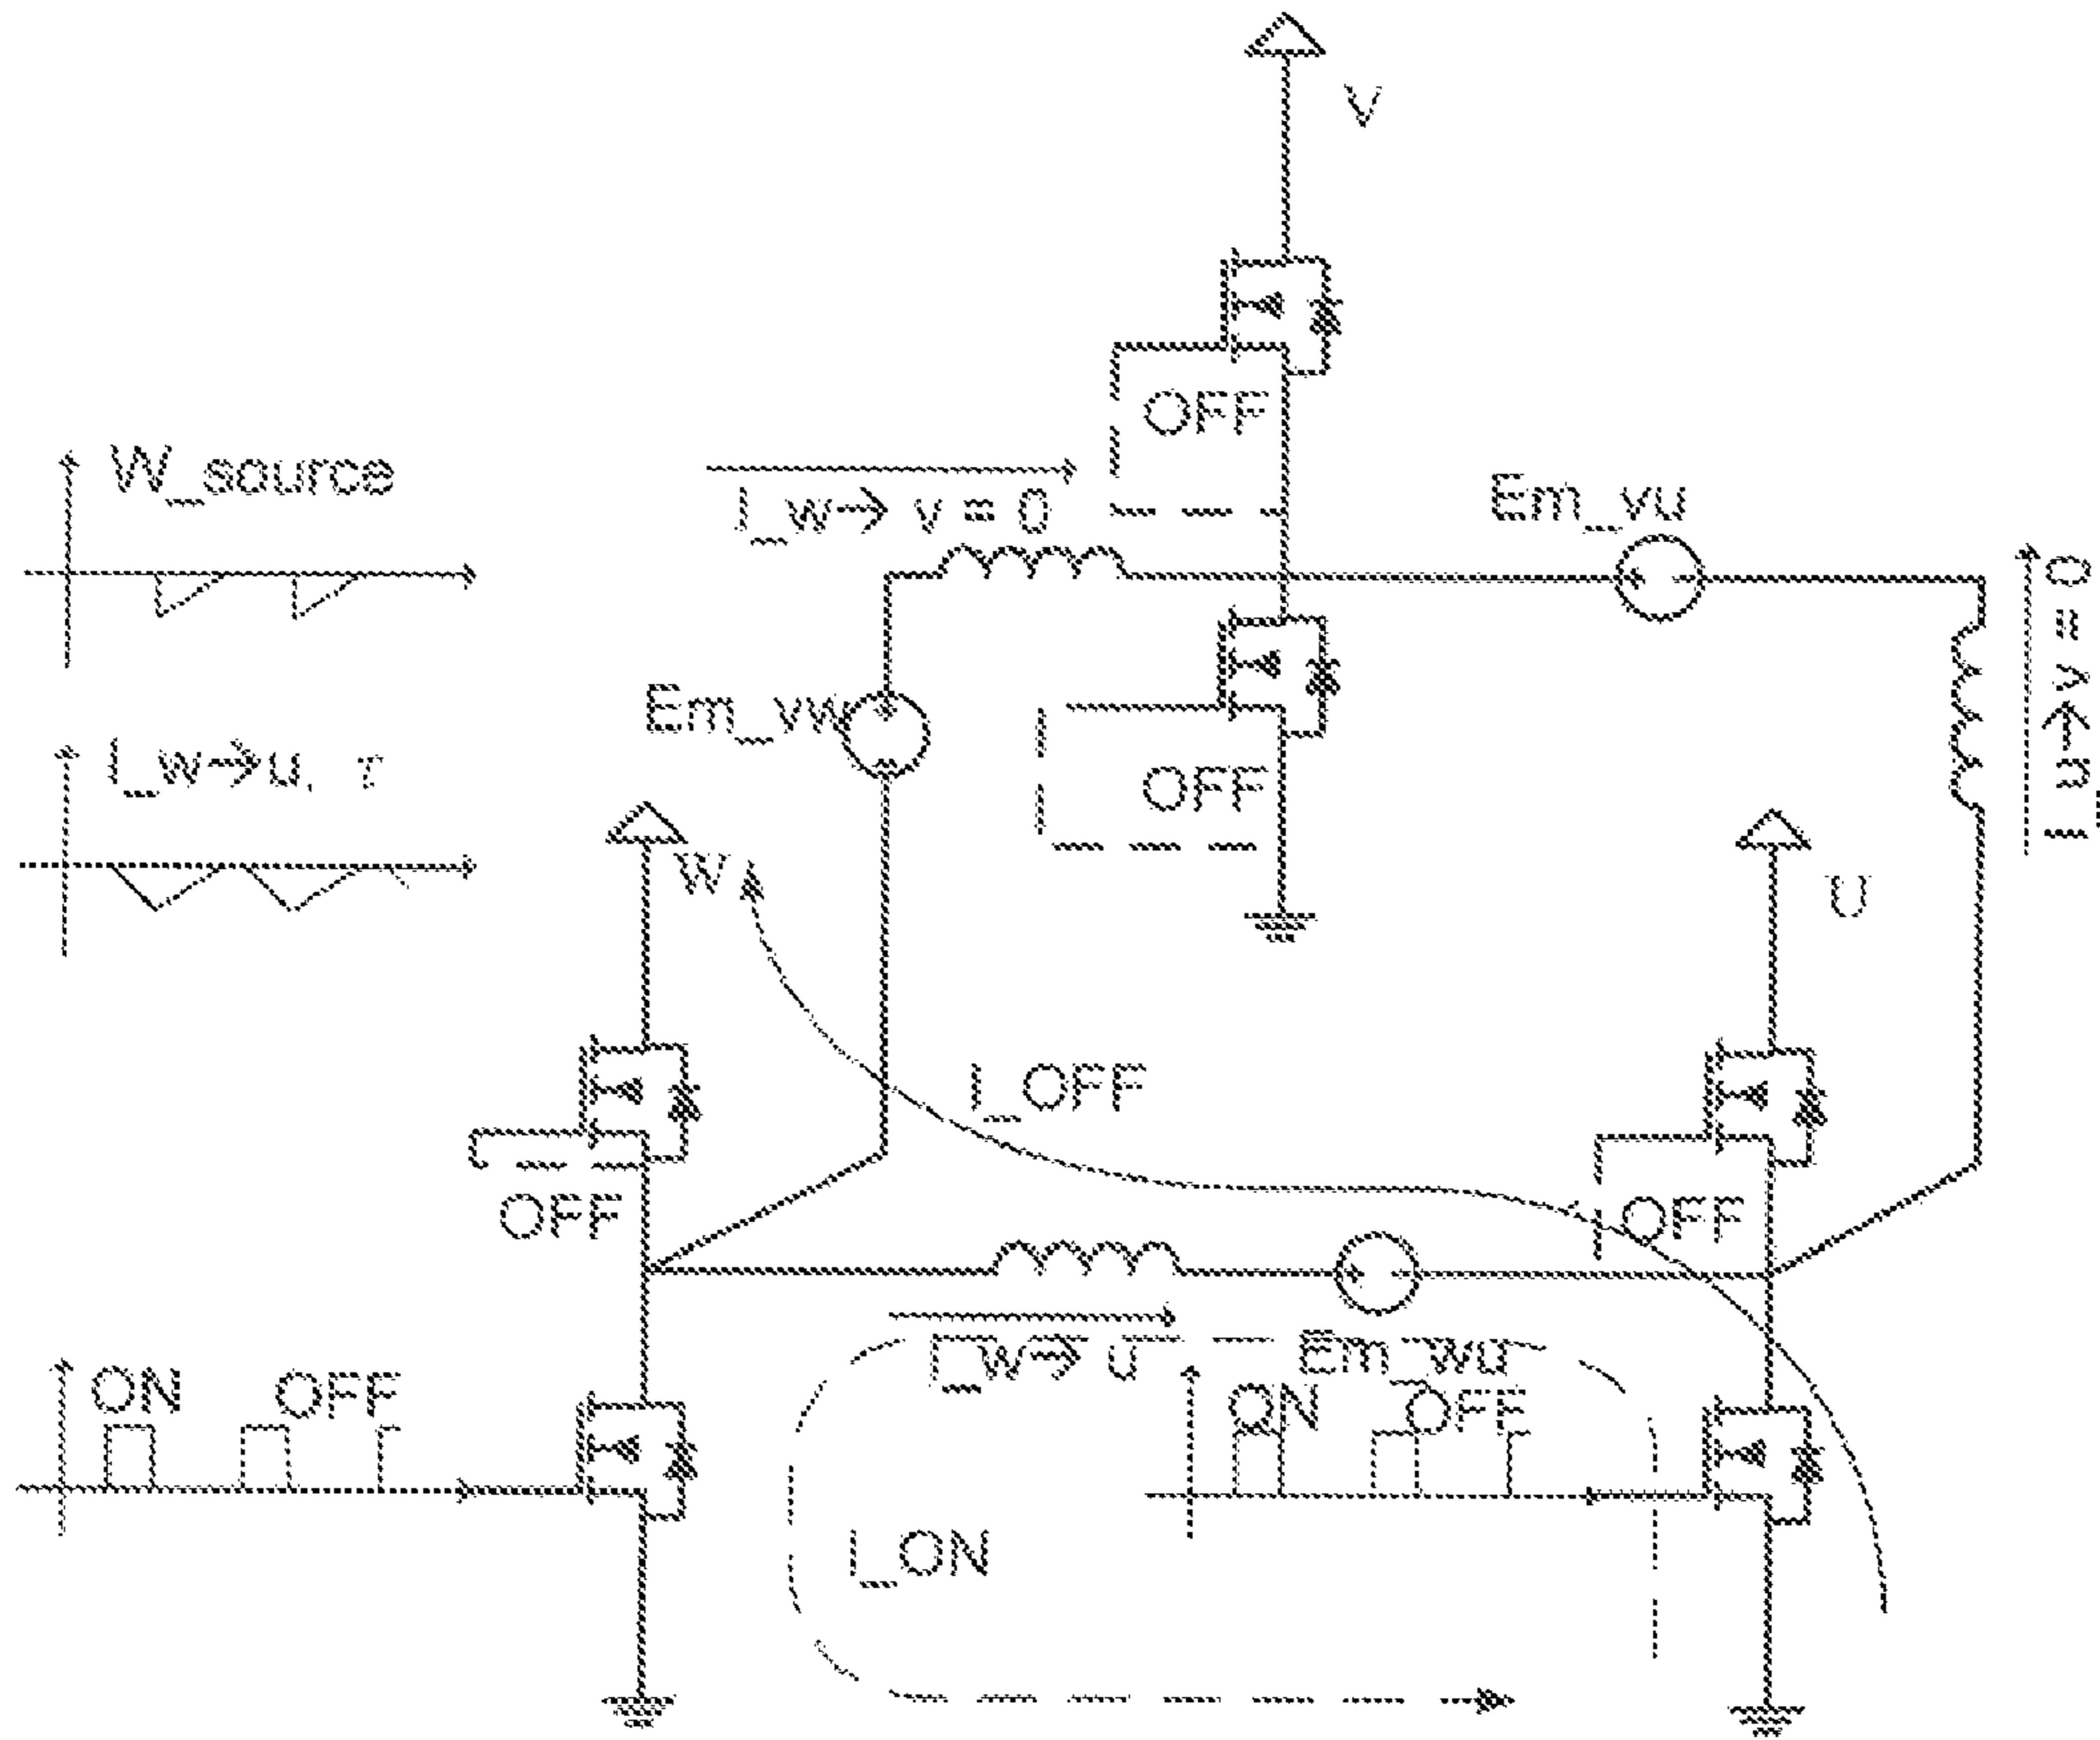 V
OFF
W_source
I_w→ v = 0
Em_vu
I_u→v = 0
Em_vw
OFF
I_w→u, τ
W
U
I_OFF
OFF
OFF
I_w→ u
Em_wu
ON OFF
ON OFF
I_ON